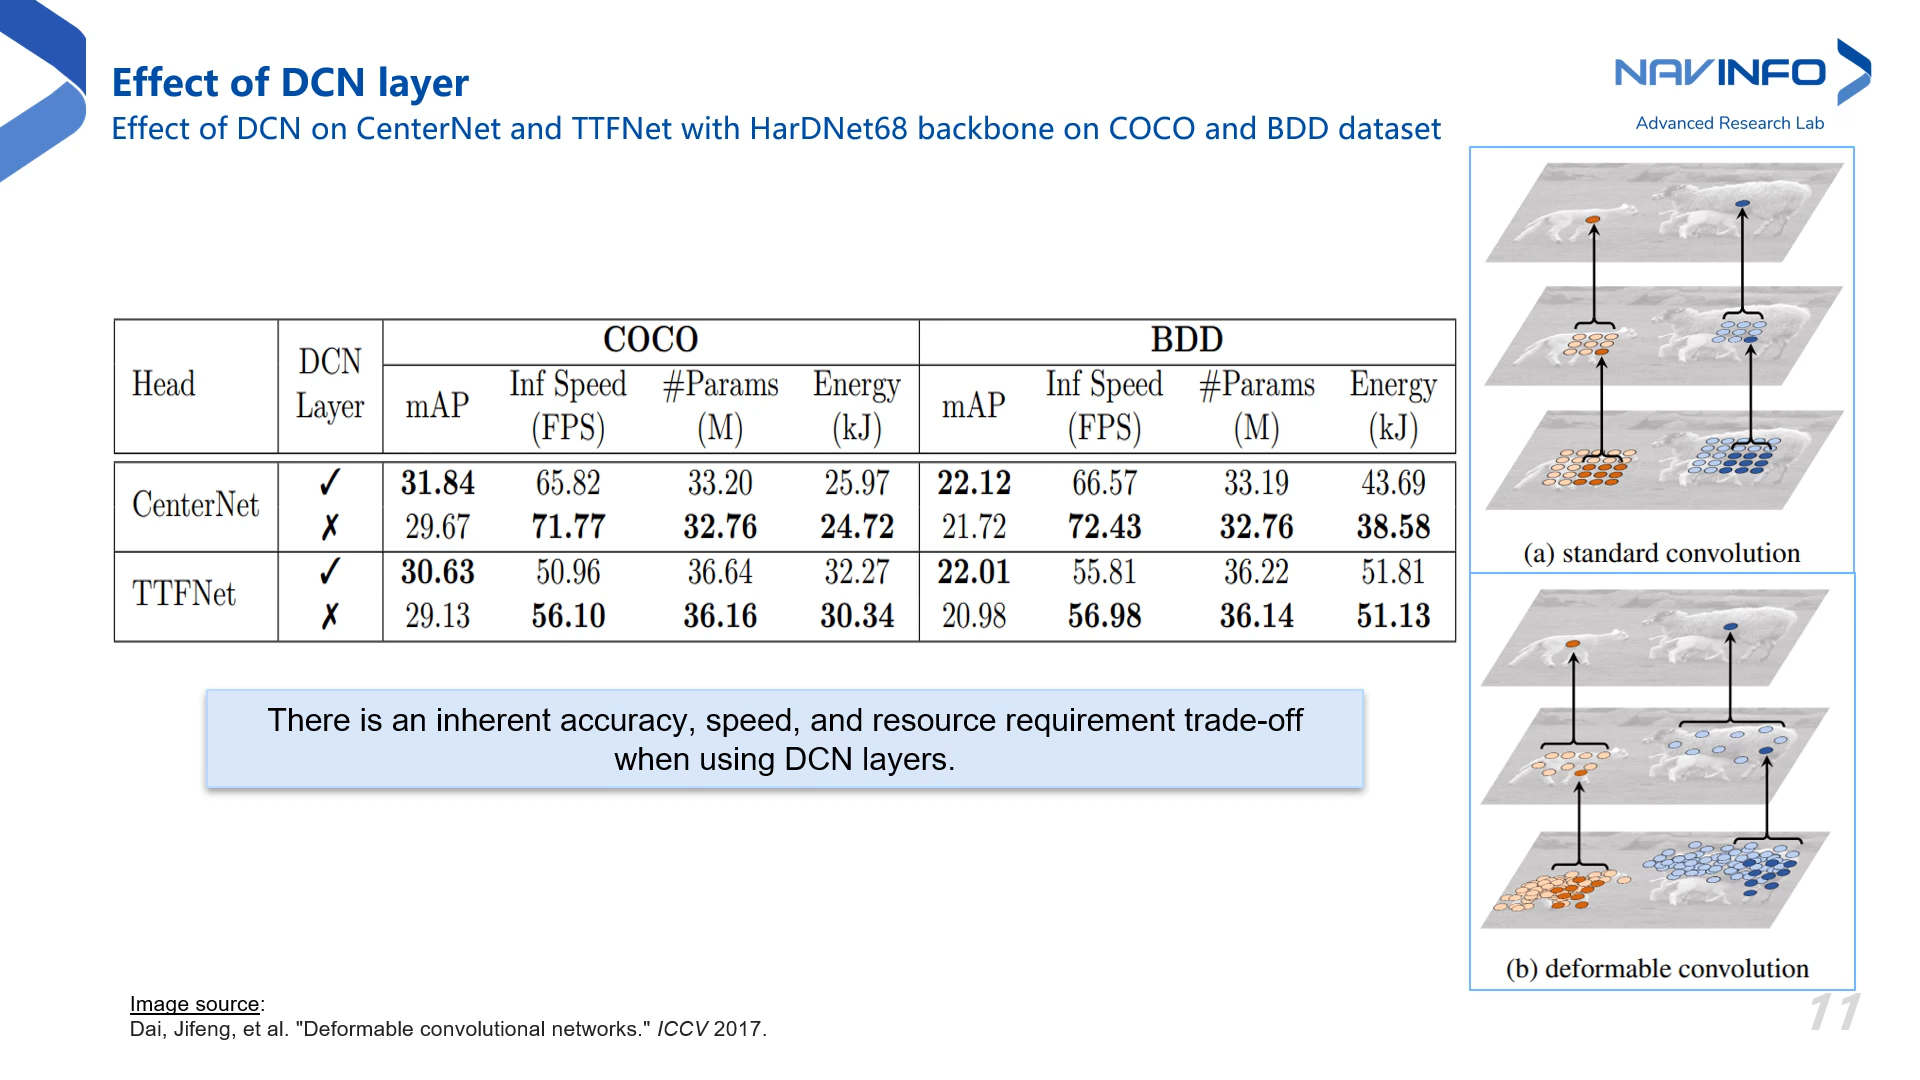 Effect of DCN layer
Effect of DCN on CenterNet and TTFNet with HarDNet68 backbone on COCO and BDD dataset
NAVINFO
Advanced Research Lab
Head DCN Layer COCO BDD
mAP Inf Speed (FPS) #Params (M) Energy (kJ) mAP Inf Speed (FPS) #Params (M) Energy (kJ)
CenterNet ✓ 31.84 65.82 33.20 25.97 22.12 66.57 33.19 43.69
✗ 29.67 71.77 32.76 24.72 21.72 72.43 32.76 38.58
TTFNet ✓ 30.63 50.96 36.64 32.27 22.01 55.81 36.22 51.81
✗ 29.13 56.10 36.16 30.34 20.98 56.98 36.14 51.13
There is an inherent accuracy, speed, and resource requirement trade-off
when using DCN layers.
(a) standard convolution
(b) deformable convolution
Image source:
Dai, Jifeng, et al. "Deformable convolutional networks." ICCV 2017.
11